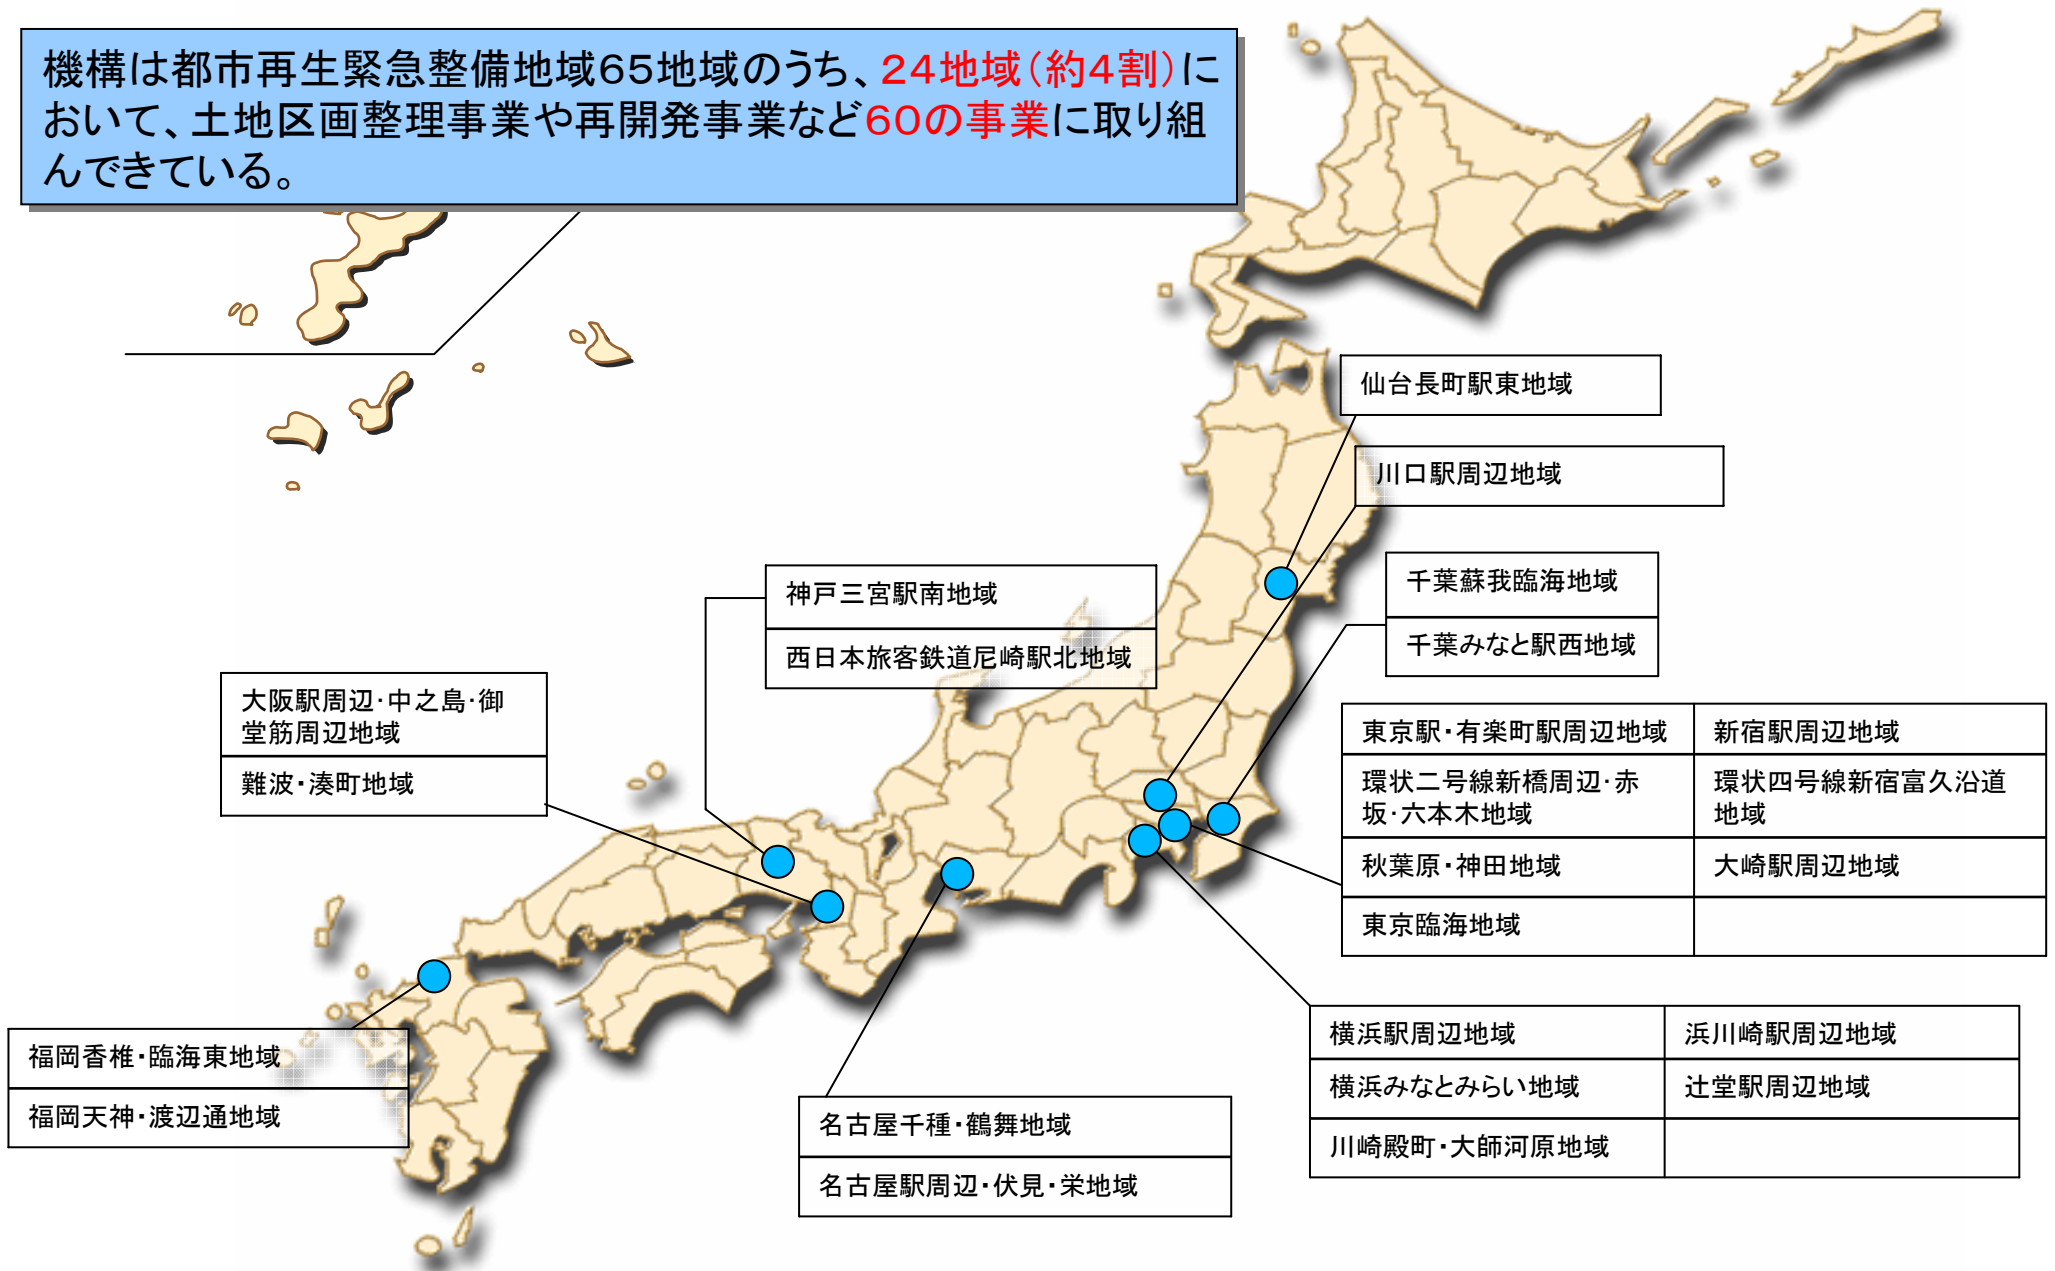 機構は都市再生緊急整備地域65地域のうち、24地域(約4割)に
おいて、土地区画整理事業や再開発事業など60の事業に取り組
んできている。
仙台長町駅東地域
川口駅周辺地域
千葉蘇我臨海地域
千葉みなと駅西地域
神戸三宮駅南地域
西日本旅客鉄道尼崎駅北地域
大阪駅周辺・中之島・御
堂筋周辺地域
難波・湊町地域
東京駅・有楽町駅周辺地域
新宿駅周辺地域
環状二号線新橋周辺・赤
坂・六本木地域
環状四号線新宿富久沿道
地域
秋葉原・神田地域
大崎駅周辺地域
東京臨海地域
横浜駅周辺地域
浜川崎駅周辺地域
横浜みなとみらい地域
辻堂駅周辺地域
川崎殿町・大師河原地域
福岡香椎・臨海東地域
福岡天神・渡辺通地域
名古屋千種・鶴舞地域
名古屋駅周辺・伏見・栄地域